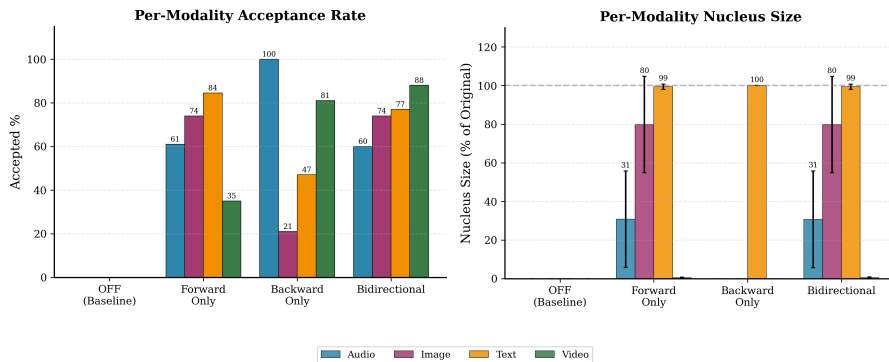 Per-Modality Acceptance Rate
Accepted %
100
80
60
40
20
0
61
74
84
35
100
21
47
81
60
74
77
88
OFF
(Baseline)
Forward
Only
Backward
Only
Bidirectional
Per-Modality Nucleus Size
Nucleus Size (% of Original)
120
100
80
60
40
20
0
31
80
99
100
31
80
99
OFF
(Baseline)
Forward
Only
Backward
Only
Bidirectional
Audio
Image
Text
Video